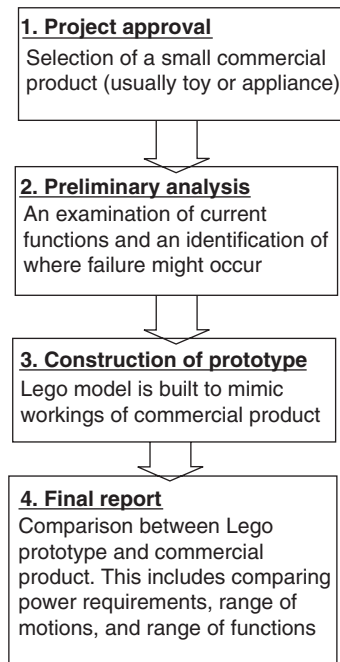 1. Project approval
Selection of a small commercial
product (usually toy or appliance)
2. Preliminary analysis
An examination of current
functions and an identification of
where failure might occur
3. Construction of prototype
Lego model is built to mimic
workings of commercial product
4. Final report
Comparison between Lego
prototype and commercial
product. This includes comparing
power requirements, range of
motions, and range of functions